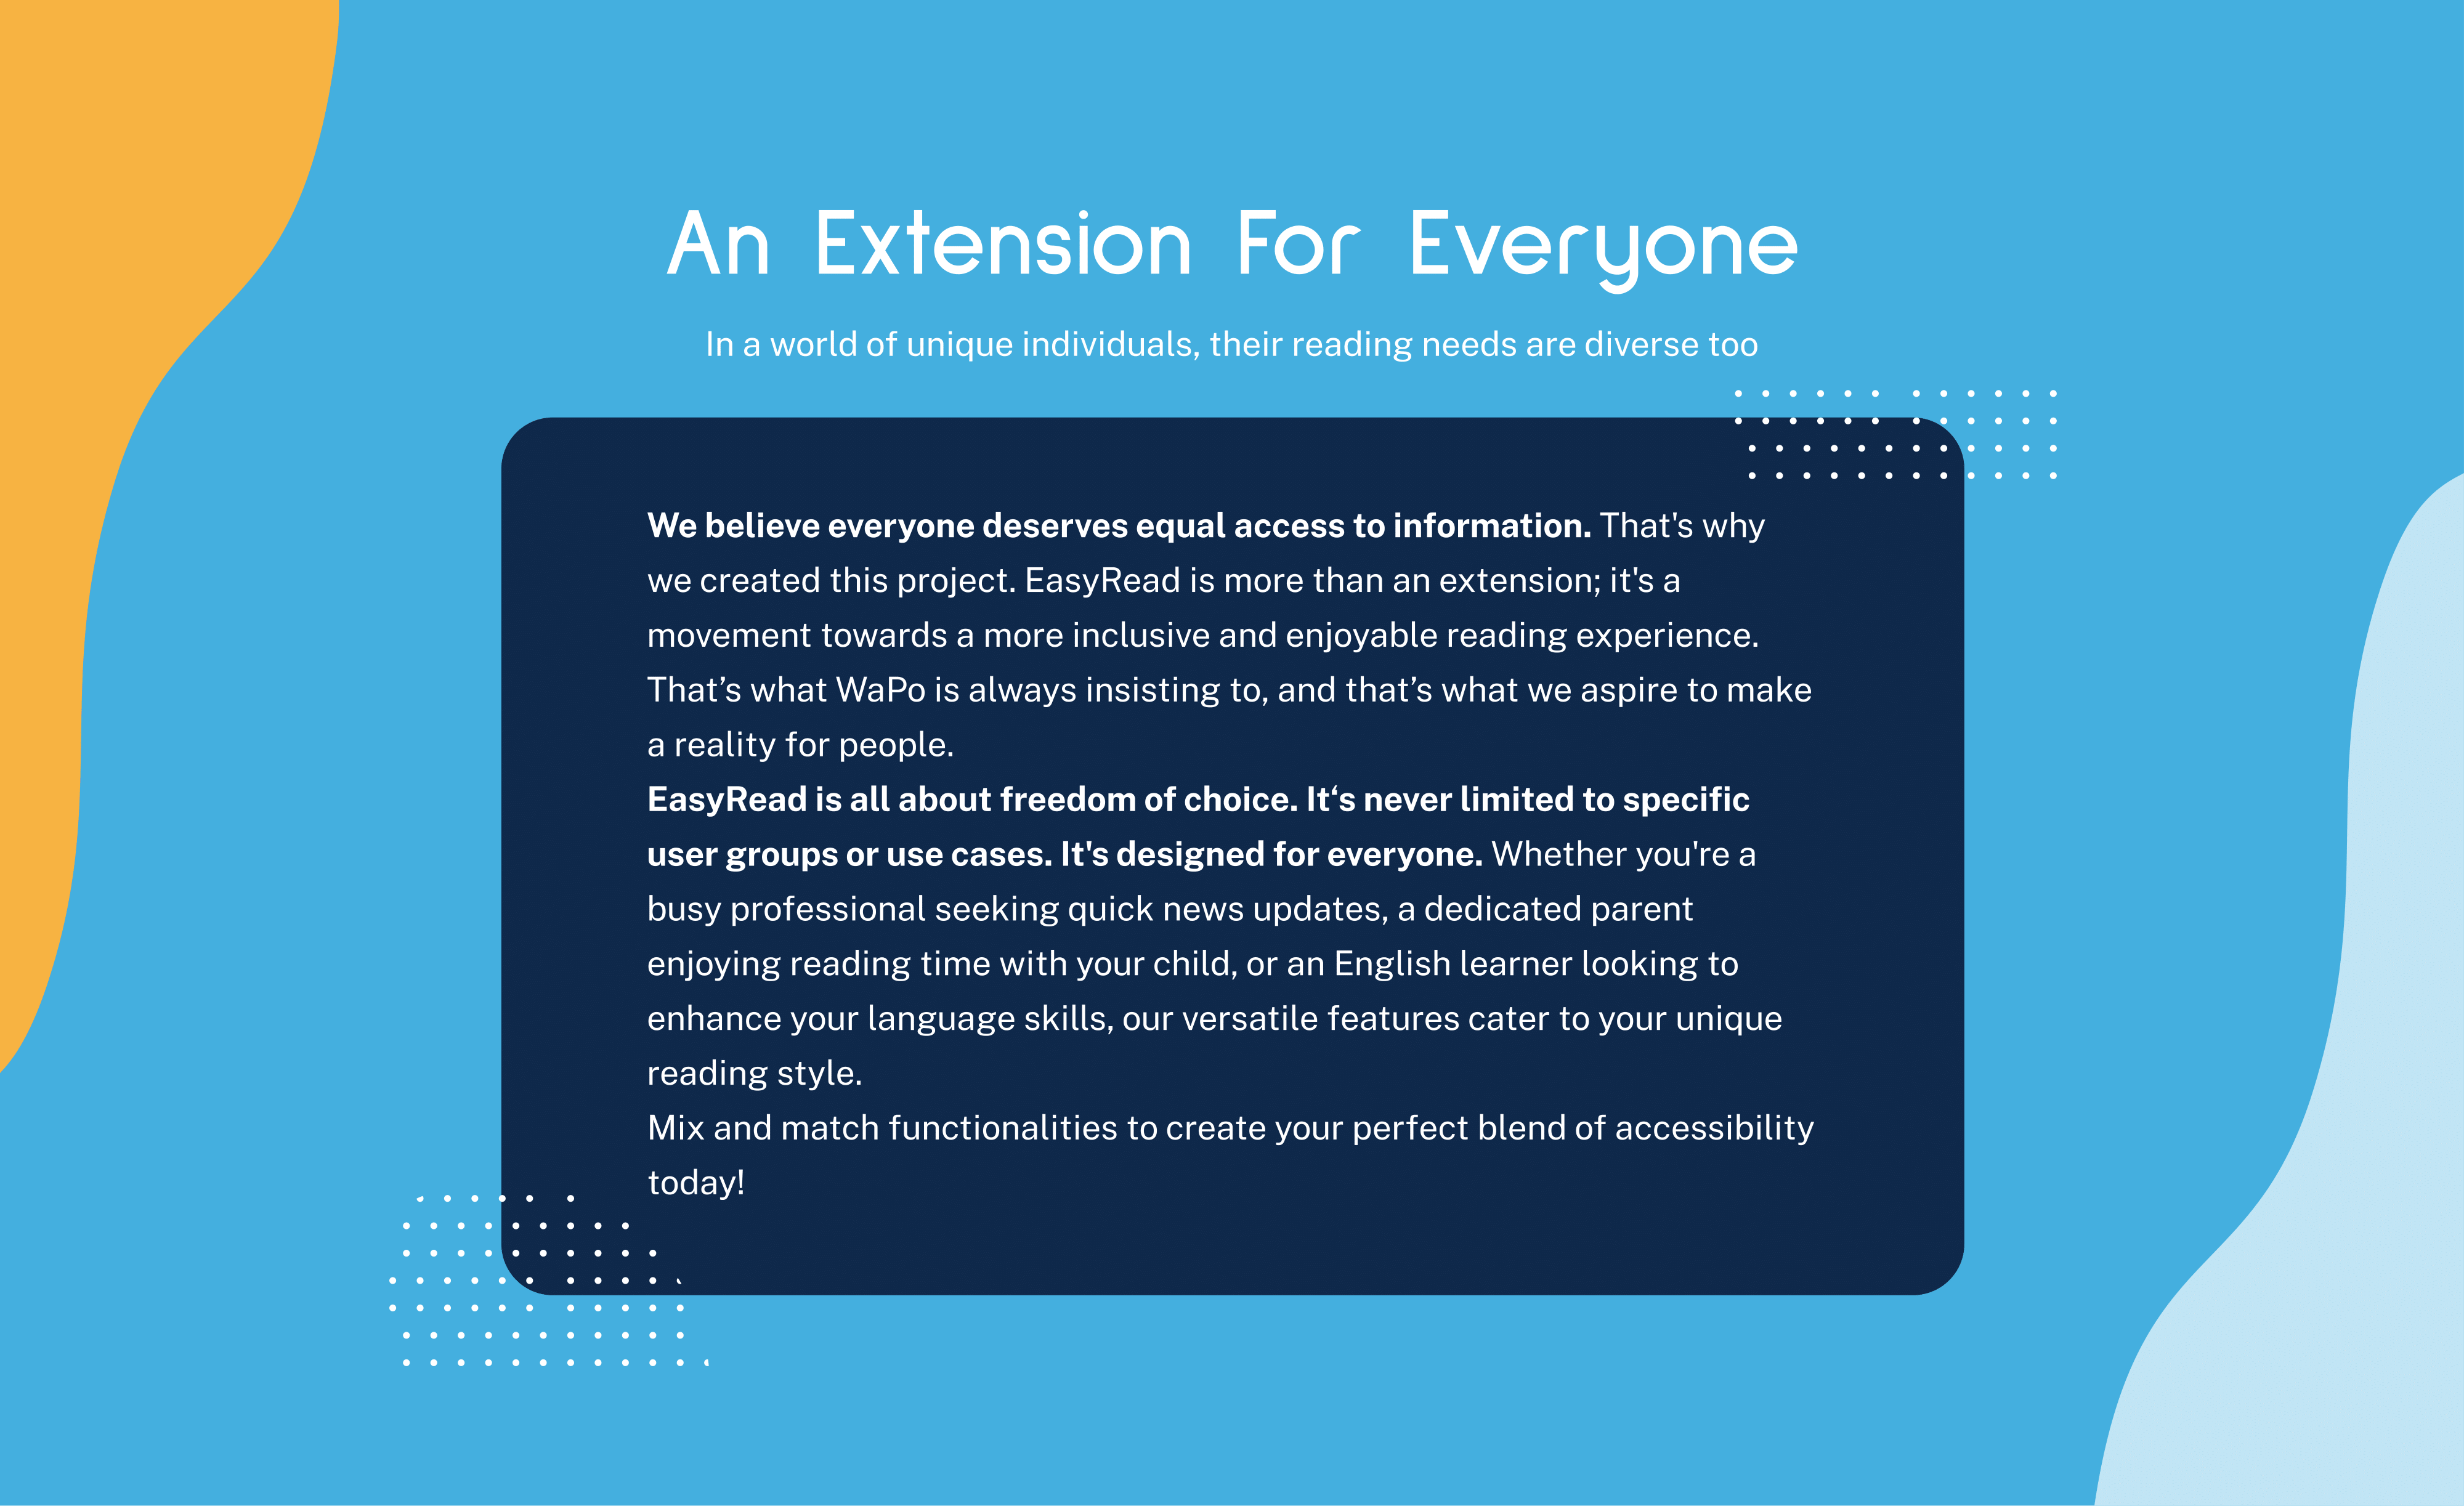 An Extension For Everyone
In a world of unique individuals, their reading needs are diverse too
We believe everyone deserves equal access to information. That's why
we created this project. EasyRead is more than an extension; it's a
movement towards a more inclusive and enjoyable reading experience.
That’s what WaPo is always insisting to, and that’s what we aspire to make
a reality for people.
EasyRead is all about freedom of choice. It‘s never limited to specific
user groups or use cases. It's designed for everyone. Whether you're a
busy professional seeking quick news updates, a dedicated parent
enjoying reading time with your child, or an English learner looking to
enhance your language skills, our versatile features cater to your unique
reading style.
Mix and match functionalities to create your perfect blend of accessibility
today!